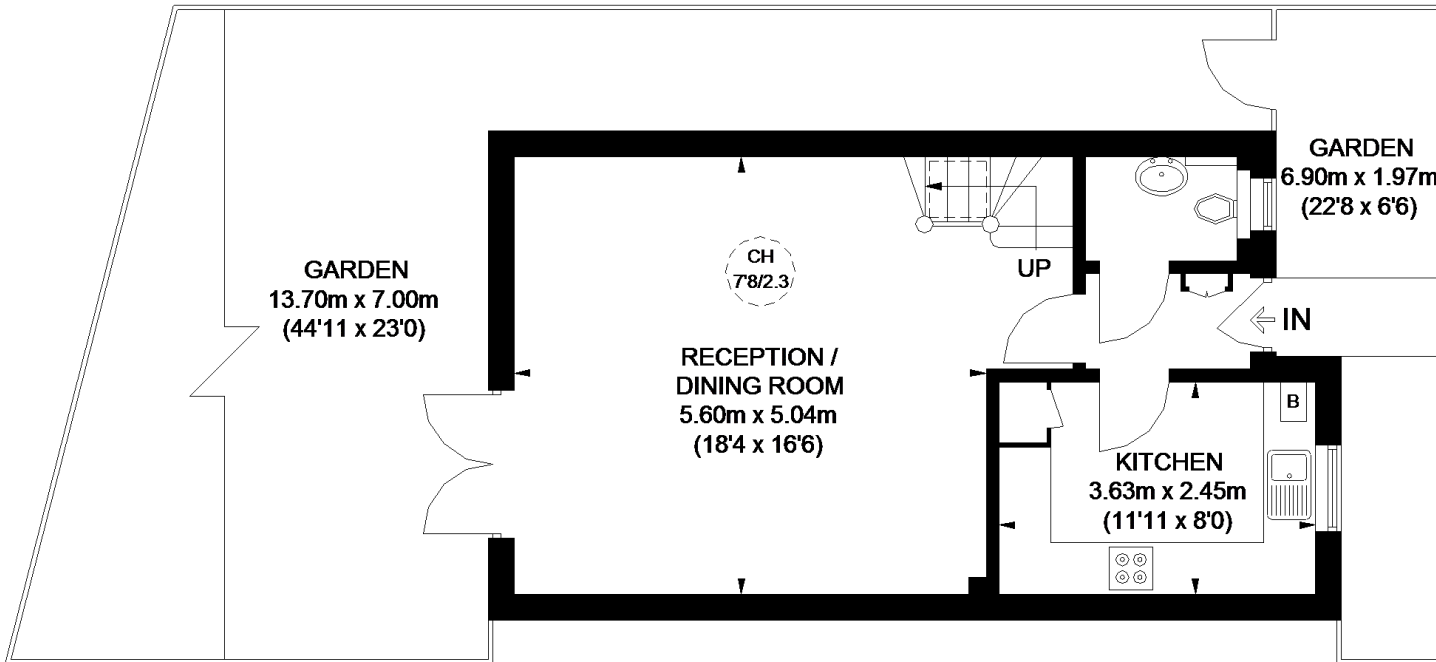 GARDEN
6.90m x 1.97m
(22'8 x 6'6)
GARDEN
13.70m x 7.00m
(44'11 x 23'0)
CH
7'8/2.3
UP
IN
RECEPTION /
DINING ROOM
5.60m x 5.04m
(18'4 x 16'6)
B
KITCHEN
3.63m x 2.45m
(11'11 x 8'0)